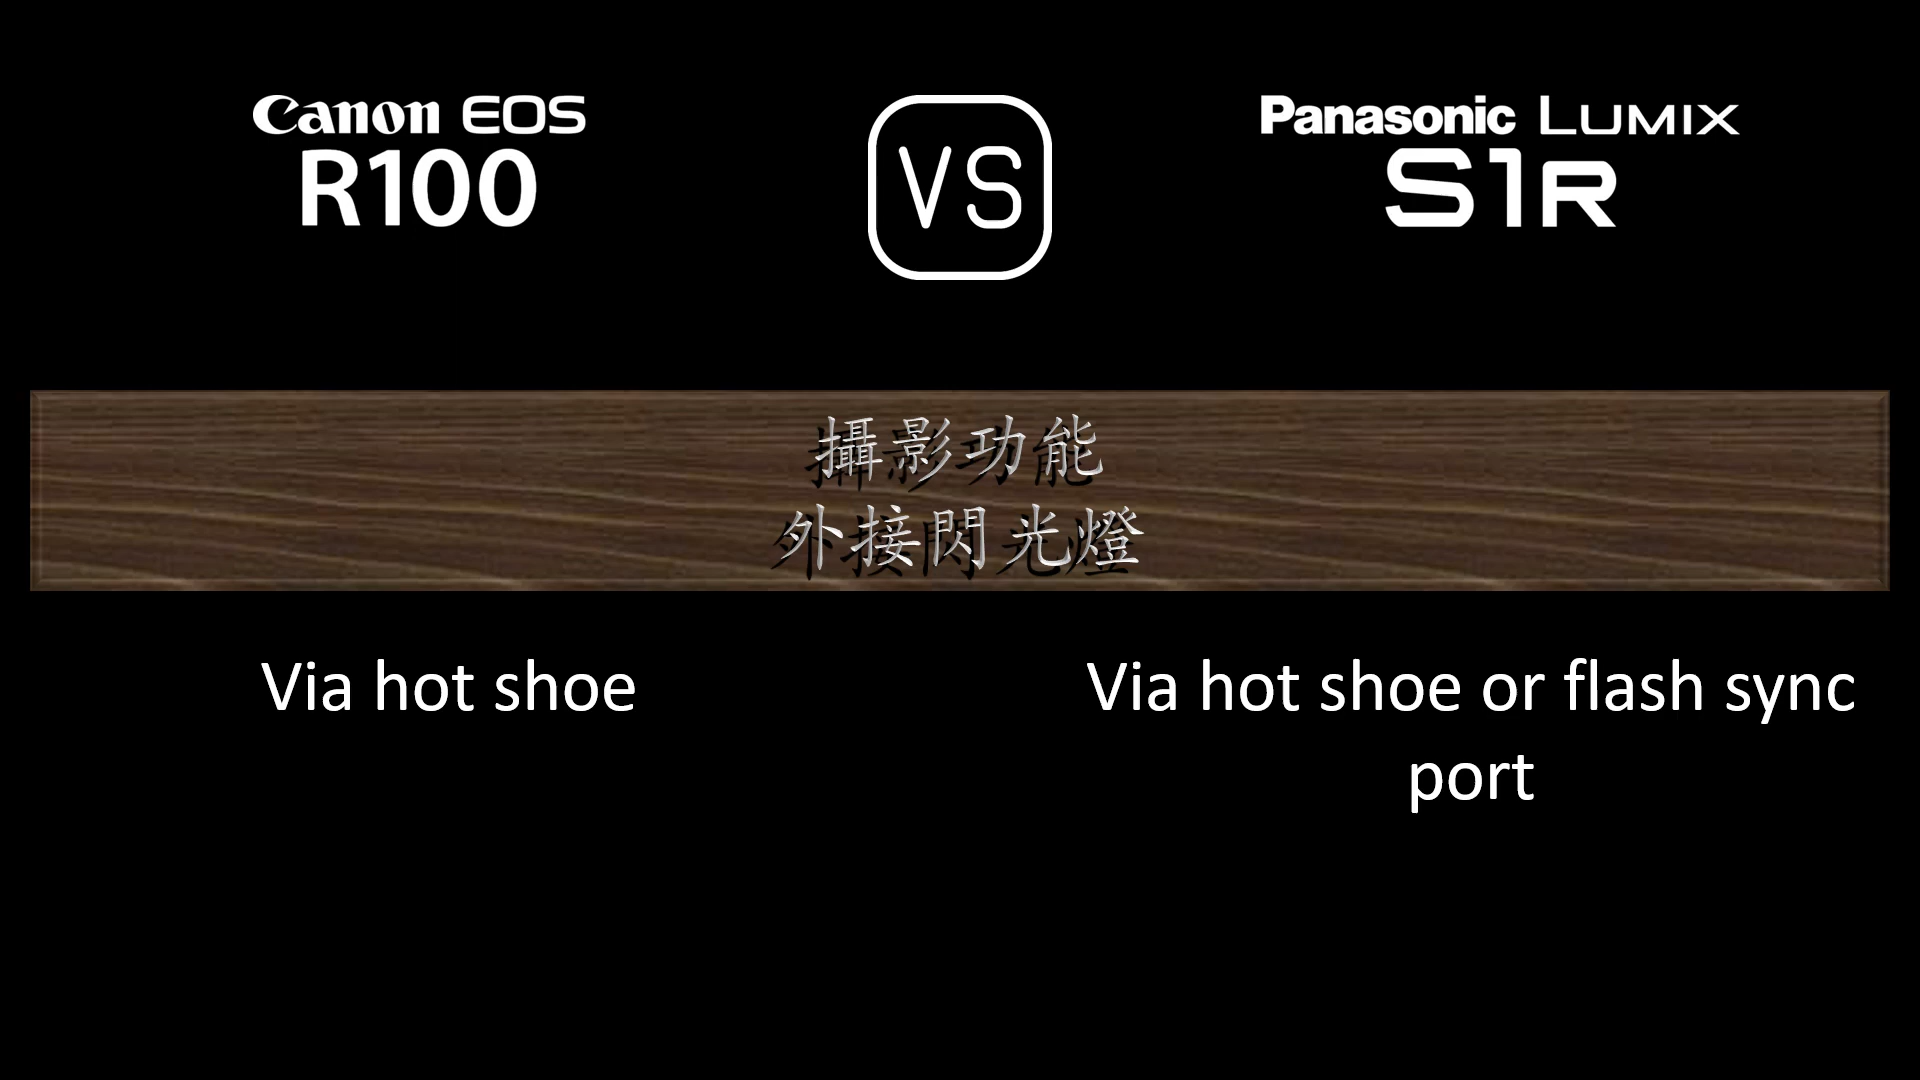 Canon EOS
R100
VS
Panasonic LUMIX
S1R
攝影功能
外接閃光燈
Via hot shoe
Via hot shoe or flash sync
port